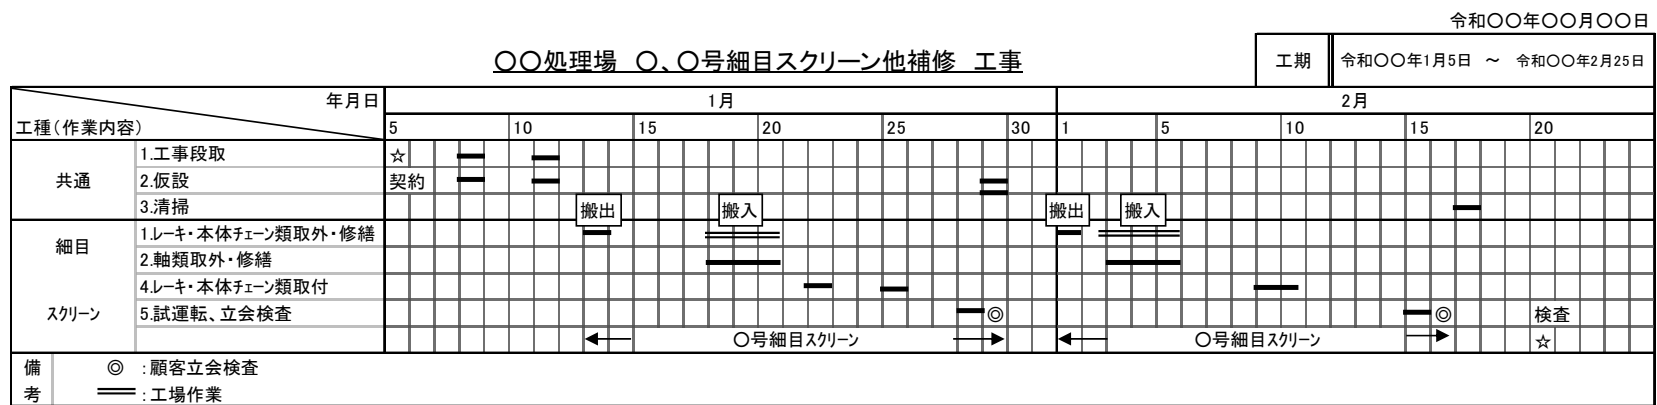 令和〇〇年〇〇月〇〇日
〇〇処理場　〇、〇号細目スクリーン他補修　工事
工期 令和〇〇年1月5日　～　令和〇〇年2月25日
年月日 1月 2月
工種（作業内容） 5 10 15 20 25 30 1 5 10 15 20
1.工事段取 ☆
共通 2.仮設 契約
3.清掃 搬出 搬入 搬出 搬入
細目 1.レーキ・本体チェーン類取外・修繕
2.軸類取外・修繕
4.レーキ・本体チェーン類取付
スクリーン 5.試運転、立会検査 ◎ ◎ 検査
〇号細目スクリーン 〇号細目スクリーン ☆
備 ◎ ：顧客立会検査
考 ：工場作業